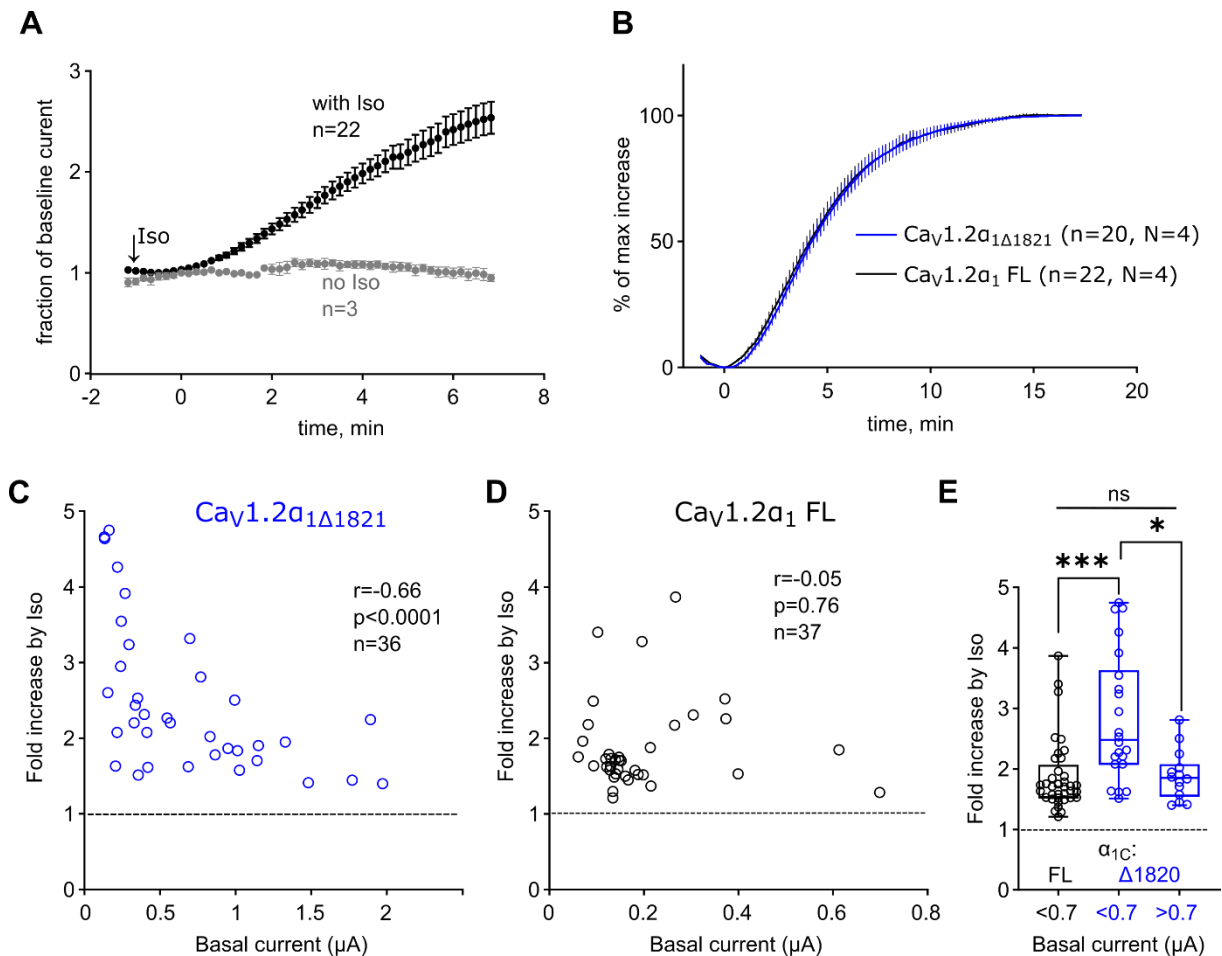 A
fraction of baseline curent
3
2
1
0
-2
0
2
4
6
8
time, min
with Iso
n=22
Iso
no Iso
n=3
B
% of max increase
100
50
0
0
5
10
15
20
time, min
CaV1.2α1Δ1821 (n=20, N=4)
CaV1.2α1 FL (n=22, N=4)
C
CaV1.2α1Δ1821
Fold increase by Iso
5
4
3
2
1
0
r=-0.66
p<0.0001
n=36
0
0.5
1
1.5
2
Basal current (µA)
D
CaV1.2α1 FL
Fold increase by Iso
5
4
3
2
1
0
r=-0.05
p=0.76
n=37
0
0.2
0.4
0.6
0.8
Basal current (µA)
E
ns
*
***
Fold increase by Iso
5
4
3
2
1
0
α1C:
FL Δ1820
<0.7 <0.7 >0.7
Basal current (µA)